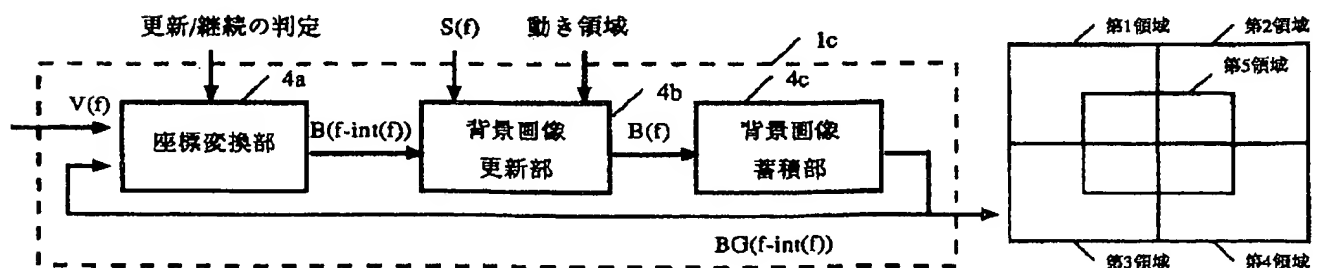 更新/継続の判定
S(f)
動き領域
1c
第1領域
第2領域
4a
4b
4c
第5領域
V(f)
座標変換部
B(f-int(f))
背景画像
更新部
B(f)
背景画像
蓄積部
BG(f-int(f))
第3領域
第4領域